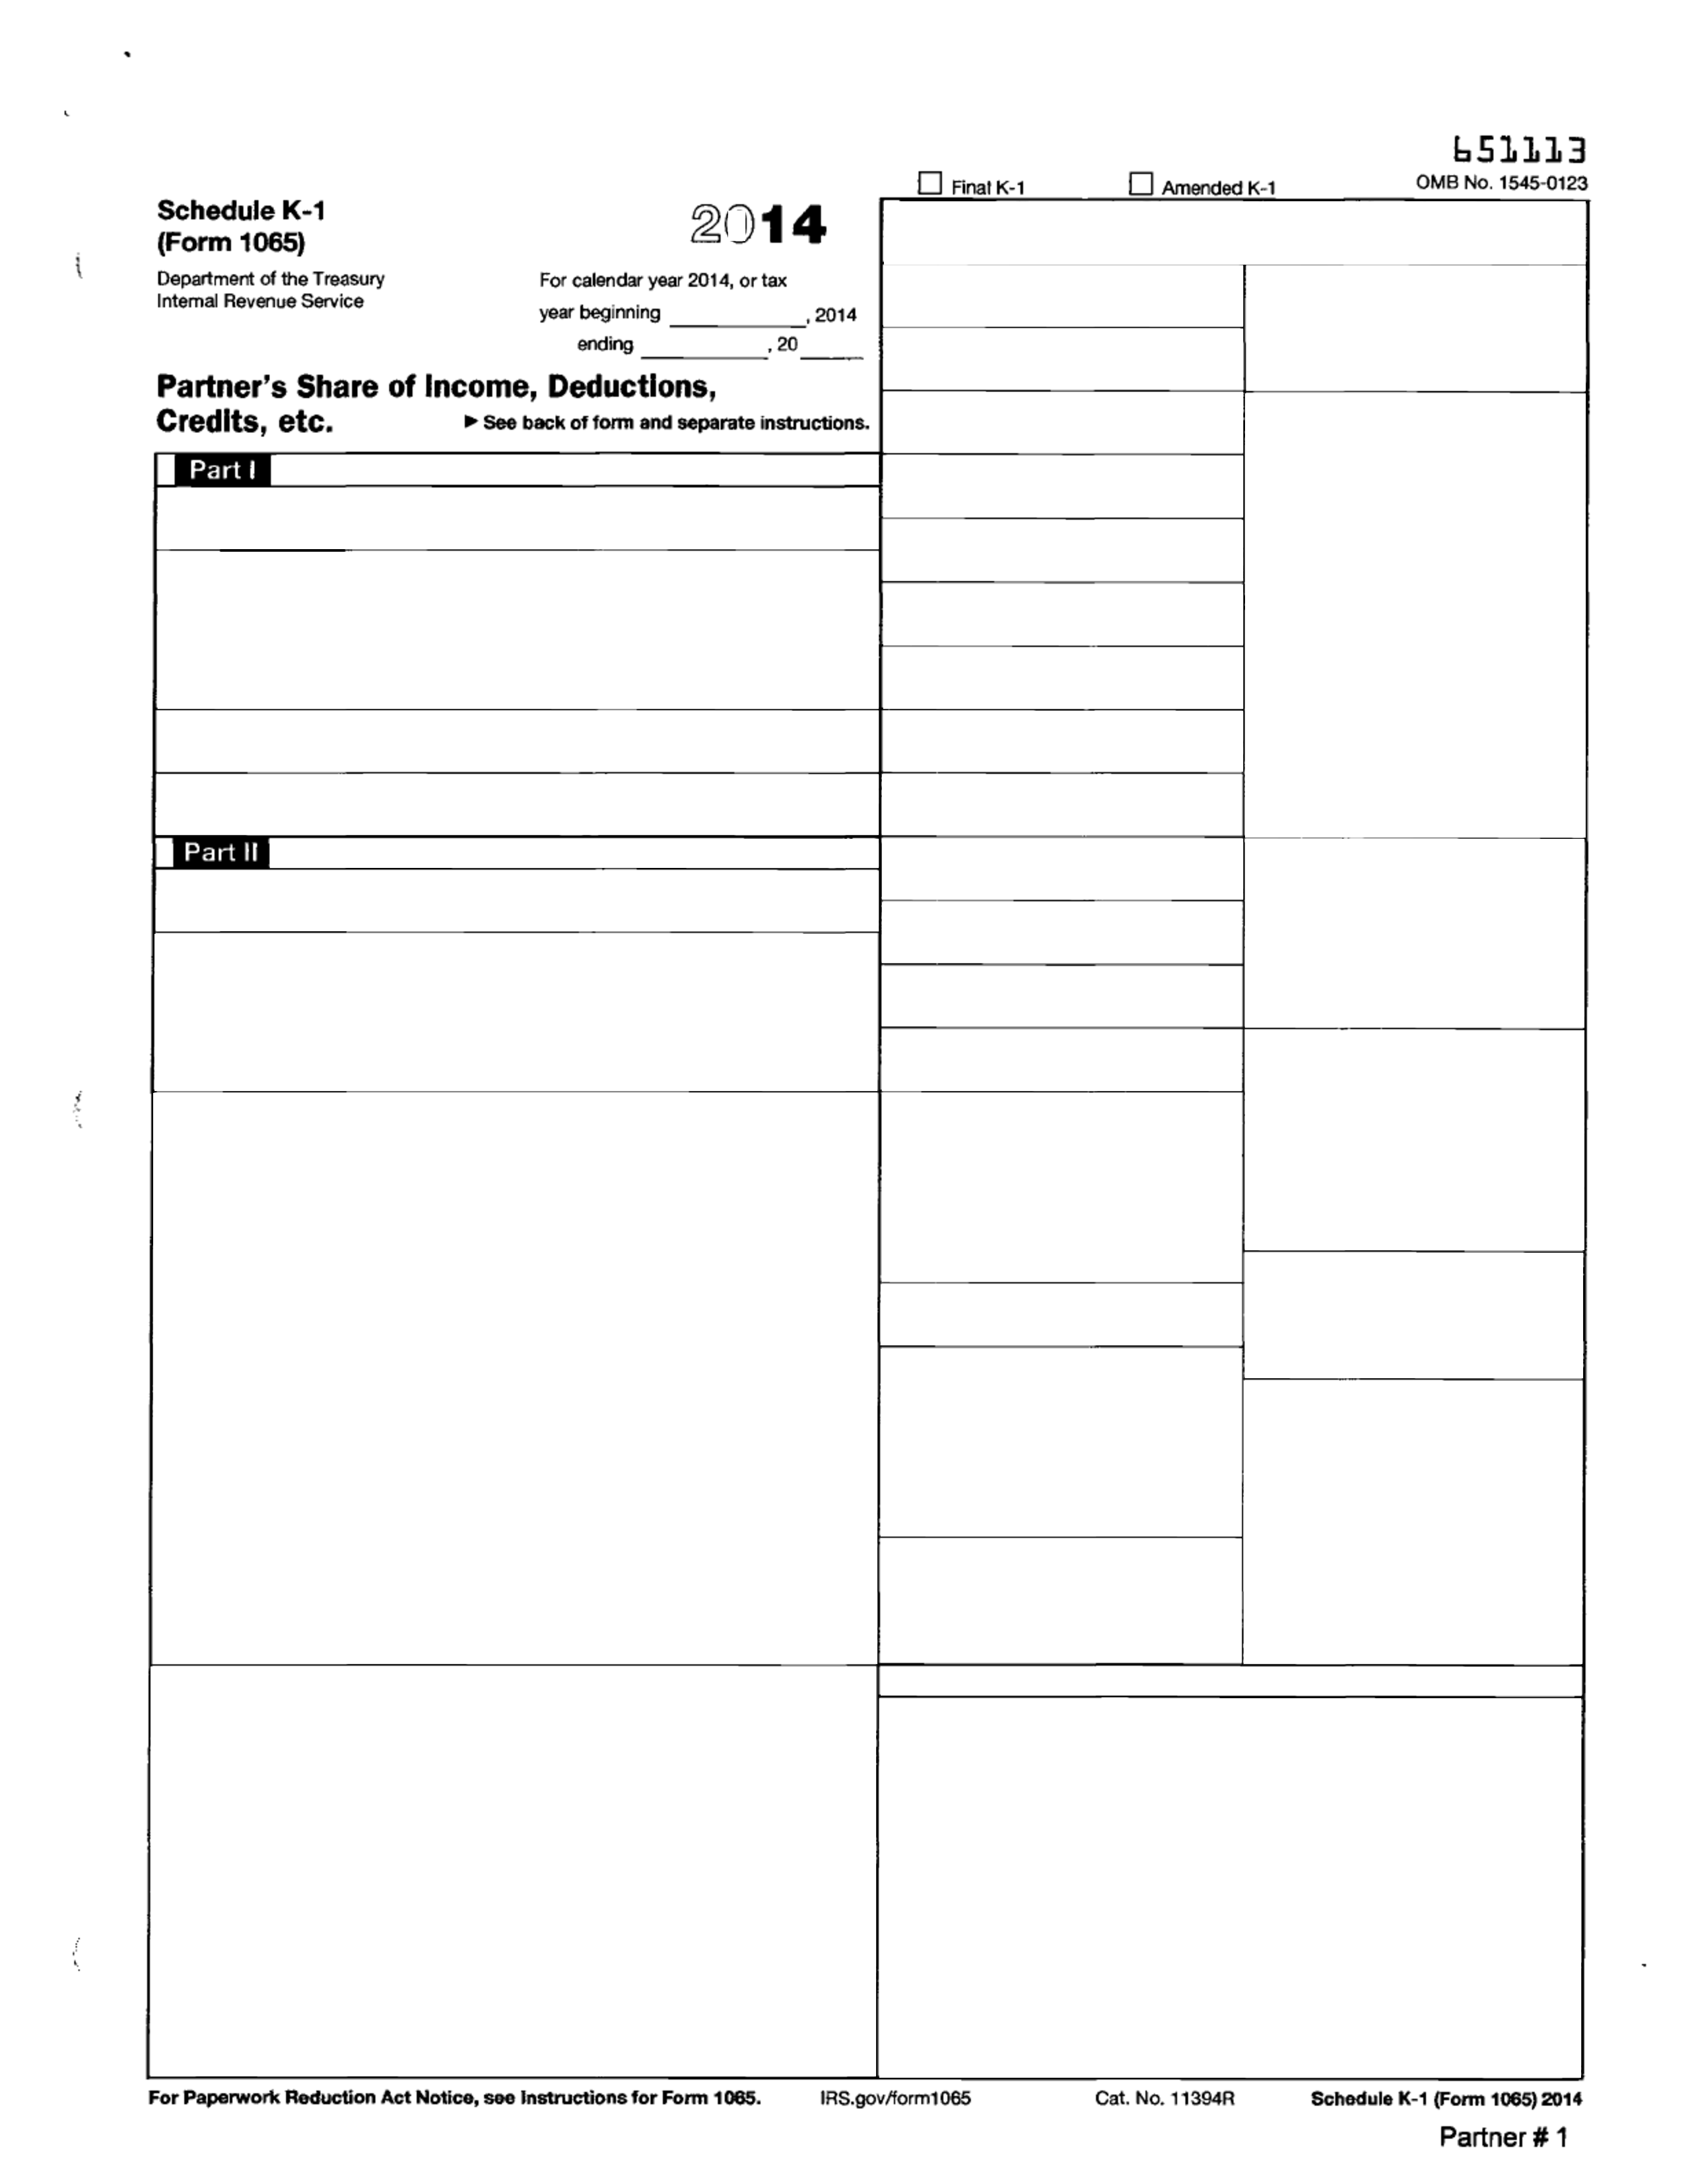 651113
Final K-1 Amended K-1 OMB No. 1545-0123
Schedule K-1
(Form 1065)
2014
Department of the Treasury
Internal Revenue Service
For calendar year 2014, or tax
year beginning , 2014
ending , 20
Partner's Share of Income, Deductions,
Credits, etc. ► See back of form and separate instructions.
Part I
Part II
For Paperwork Reduction Act Notice, see Instructions for Form 1065. IRS.gov/form1065 Cat. No. 11394R Schedule K-1 (Form 1065) 2014
Partner # 1